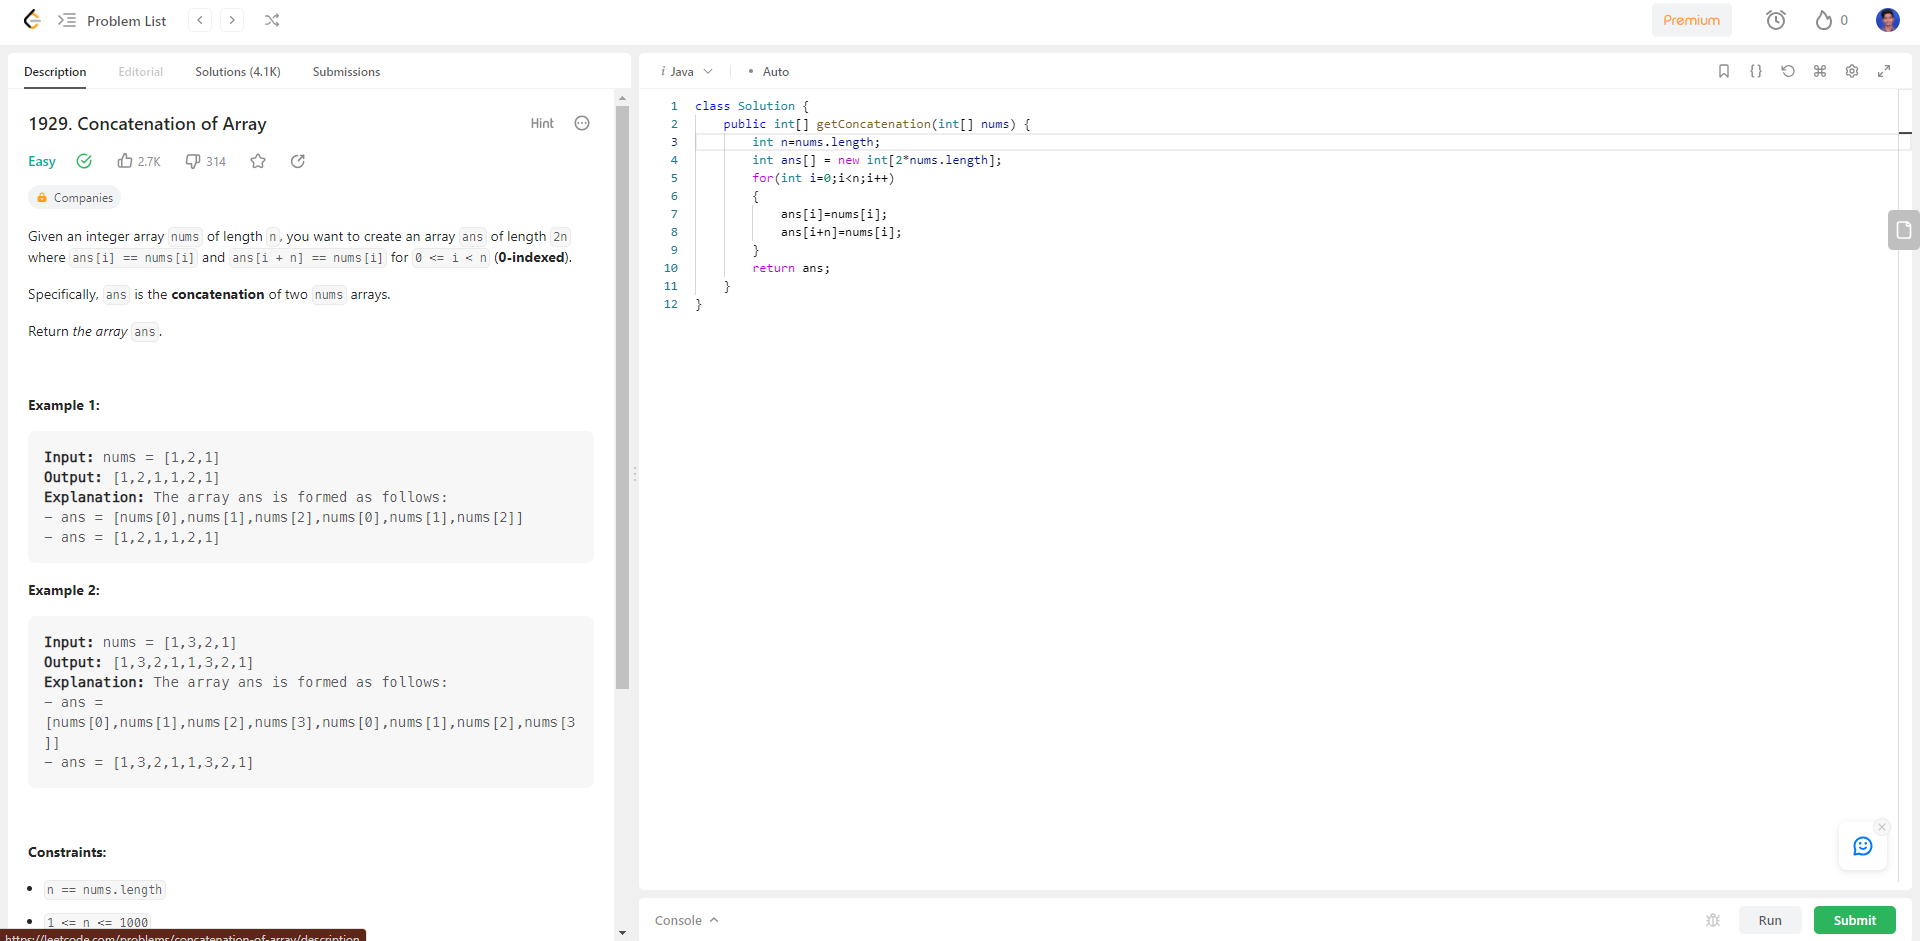 Problem List
Premium
0
Description Editorial Solutions (4.1K) Submissions
1929. Concatenation of Array
Hint
Easy 2.7K 314
Companies
Given an integer array nums of length n, you want to create an array ans of length 2n
where ans[i] == nums[i] and ans[i + n] == nums[i] for 0 <= i < n (0-indexed).
Specifically, ans is the concatenation of two nums arrays.
Return the array ans.
Example 1:
Input: nums = [1,2,1]
Output: [1,2,1,1,2,1]
Explanation: The array ans is formed as follows:
- ans = [nums[0],nums[1],nums[2],nums[0],nums[1],nums[2]]
- ans = [1,2,1,1,2,1]
Example 2:
Input: nums = [1,3,2,1]
Output: [1,3,2,1,1,3,2,1]
Explanation: The array ans is formed as follows:
- ans =
[nums[0],nums[1],nums[2],nums[3],nums[0],nums[1],nums[2],nums[3
]]
- ans = [1,3,2,1,1,3,2,1]
Constraints:
• n == nums.length
• 1 <= n <= 1000
https://leetcode.com/problems/concatenation-of-array/description
i Java • Auto
{}
1 class Solution {
2 public int[] getConcatenation(int[] nums) {
3 int n=nums.length;
4 int ans[] = new int[2*nums.length];
5 for(int i=0;i<n;i++)
6 {
7 ans[i]=nums[i];
8 ans[i+n]=nums[i];
9 }
10 return ans;
11 }
12 }
Console
Run
Submit